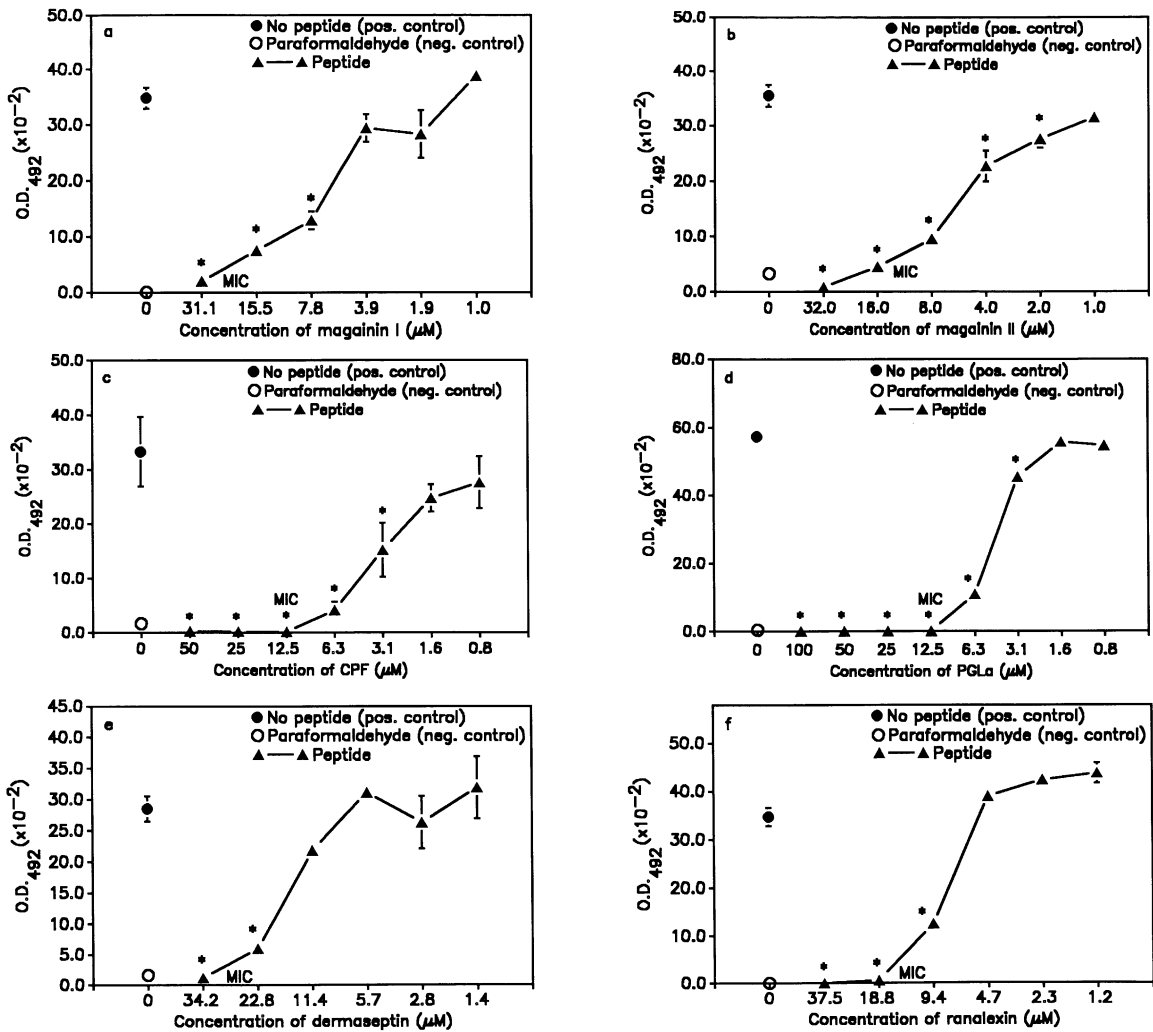 a
50.0
40.0
30.0
20.0
10.0
0.0
O.D.492 (x10−2)
● No peptide (pos. control)
○ Paraformaldehyde (neg. control)
▲—▲ Peptide
* * *
MIC
0 31.1 15.5 7.8 3.9 1.9 1.0
Concentration of magainin I (μM)
b
50.0
40.0
30.0
20.0
10.0
0.0
O.D.492 (x10−2)
● No peptide (pos. control)
○ Paraformaldehyde (neg. control)
▲—▲ Peptide
* * * * *
MIC
0 32.0 16.0 8.0 4.0 2.0 1.0
Concentration of magainin II (μM)
c
50.0
40.0
30.0
20.0
10.0
0.0
O.D.492 (x10−2)
● No peptide (pos. control)
○ Paraformaldehyde (neg. control)
▲—▲ Peptide
MIC
* * * * *
0 50 25 12.5 6.3 3.1 1.6 0.8
Concentration of CPF (μM)
d
80.0
60.0
40.0
20.0
0.0
O.D.492 (x10−2)
● No peptide (pos. control)
○ Paraformaldehyde (neg. control)
▲—▲ Peptide
MIC
* * * * * *
0 100 50 25 12.5 6.3 3.1 1.6 0.8
Concentration of PGLa (μM)
e
45.0
40.0
35.0
30.0
25.0
20.0
15.0
10.0
5.0
0.0
O.D.492 (x10−2)
● No peptide (pos. control)
○ Paraformaldehyde (neg. control)
▲—▲ Peptide
* *
MIC
0 34.2 22.8 11.4 5.7 2.8 1.4
Concentration of dermaseptin (μM)
f
50.0
40.0
30.0
20.0
10.0
0.0
O.D.492 (x10−2)
● No peptide (pos. control)
○ Paraformaldehyde (neg. control)
▲—▲ Peptide
* * *
MIC
0 37.5 18.8 9.4 4.7 2.3 1.2
Concentration of ranalexin (μM)